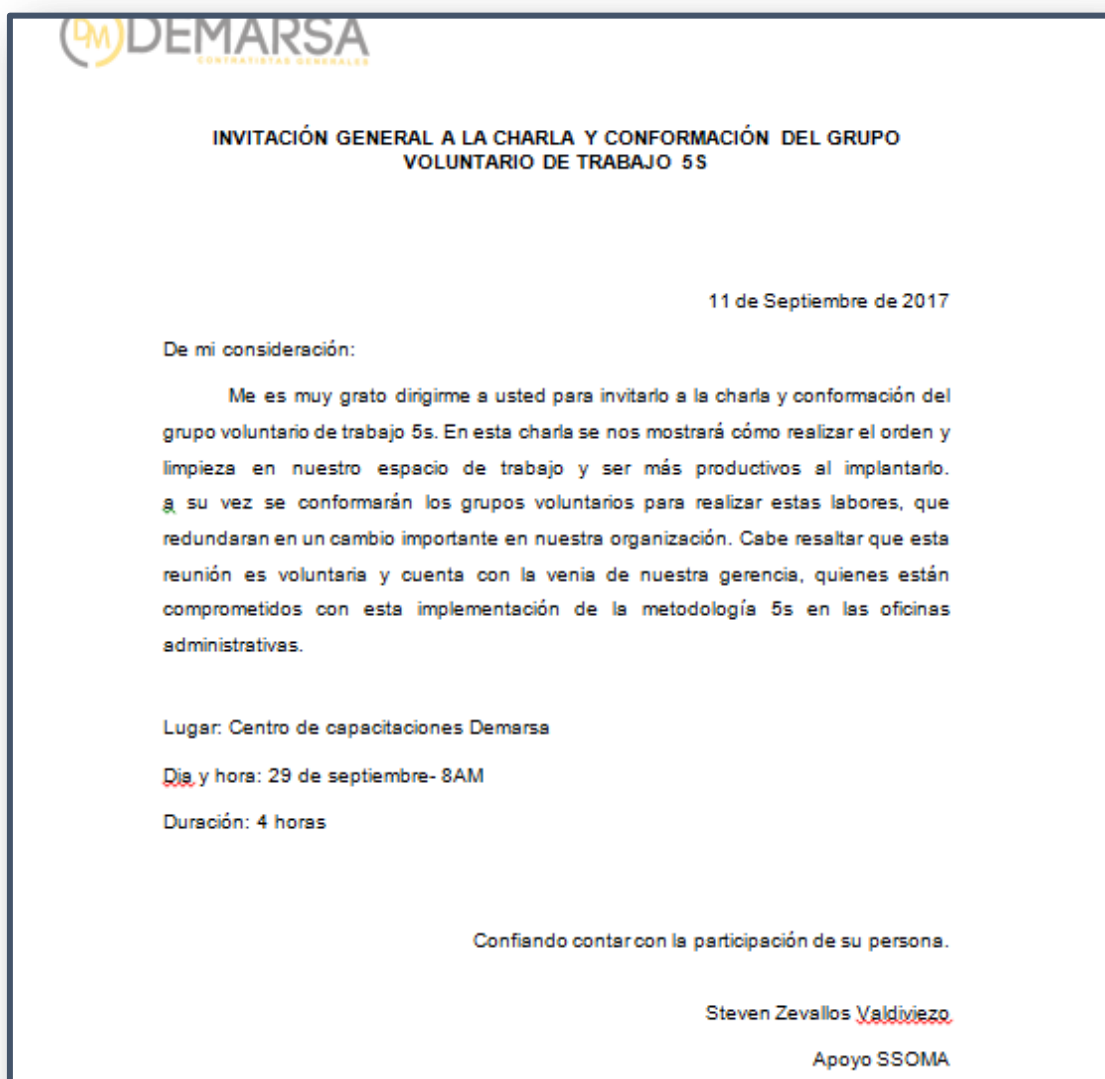 DM DEMARSA
CONTRATISTAS GENERALES
INVITACIÓN GENERAL A LA CHARLA Y CONFORMACIÓN DEL GRUPO
VOLUNTARIO DE TRABAJO 5S
11 de Septiembre de 2017
De mi consideración:
Me es muy grato dirigirme a usted para invitarlo a la charla y conformación del
grupo voluntario de trabajo 5s. En esta charla se nos mostrará cómo realizar el orden y
limpieza en nuestro espacio de trabajo y ser más productivos al implantarlo.
a su vez se conformarán los grupos voluntarios para realizar estas labores, que
redundaran en un cambio importante en nuestra organización. Cabe resaltar que esta
reunión es voluntaria y cuenta con la venia de nuestra gerencia, quienes están
comprometidos con esta implementación de la metodología 5s en las oficinas
administrativas.
Lugar: Centro de capacitaciones Demarsa
Dia y hora: 29 de septiembre- 8AM
Duración: 4 horas
Confiando contar con la participación de su persona.
Steven Zevallos Valdiviezo
Apoyo SSOMA